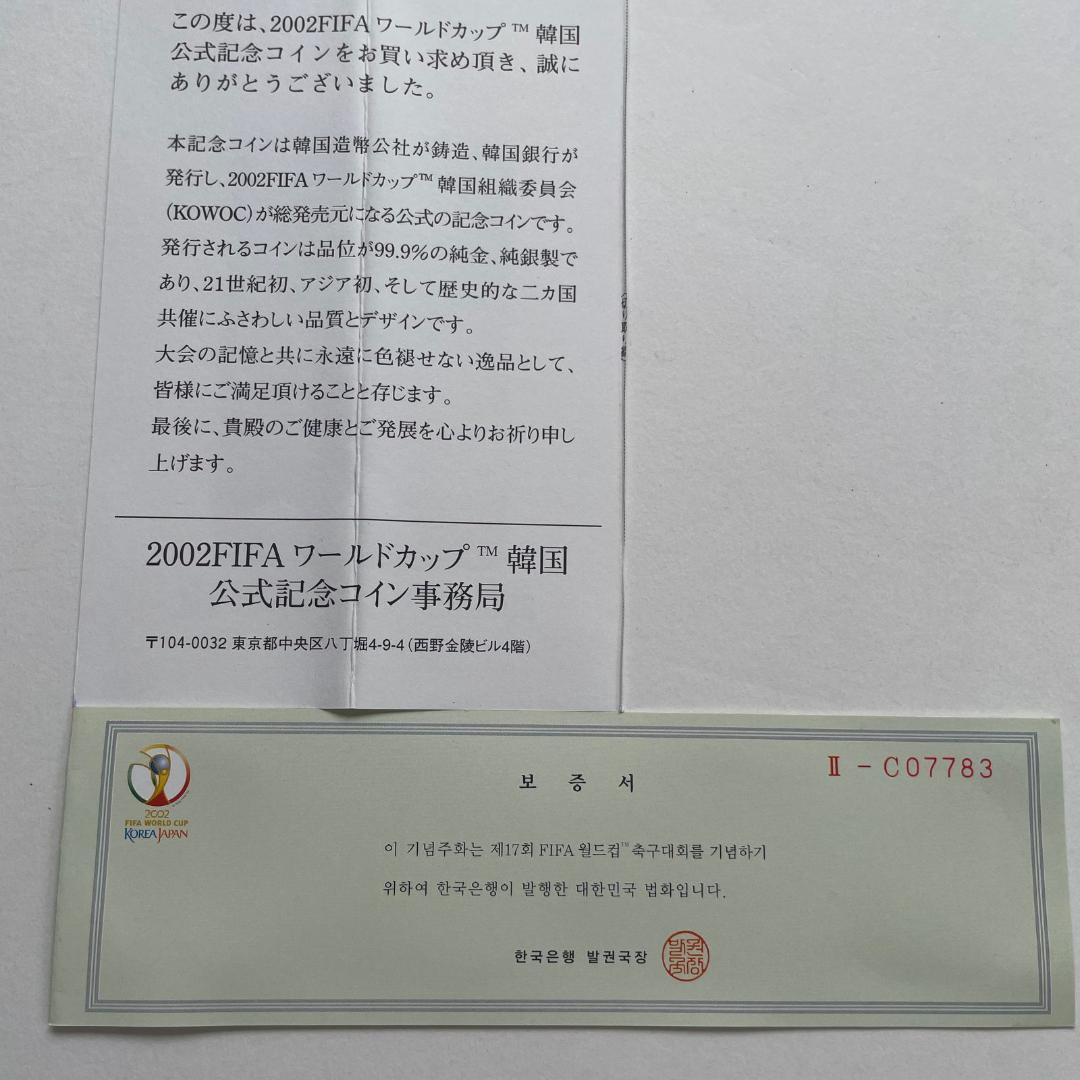 この度は、2002FIFAワールドカップ™韓国
公式記念コインをお買い求め頂き、誠に
ありがとうございました。
本記念コインは韓国造幣公社が鋳造、韓国銀行が
発行し、2002FIFAワールドカップ™韓国組織委員会
(KOWOC)が総発売元になる公式の記念コインです。
発行されるコインは品位が99.9%の純金、純銀製で
あり、21世紀初、アジア初、そして歴史的な二カ国
共催にふさわしい品質とデザインです。
大会の記憶と共に永遠に色褪せない逸品として、
皆様にご満足頂けることと存じます。
最後に、貴殿のご健康とご発展を心よりお祈り申し
上げます。
2002FIFAワールドカップ™韓国
公式記念コイン事務局
〒104-0032 東京都中央区八丁堀4-9-4(西野金陵ビル4階)
2002
FIFA WORLD CUP
KOREA JAPAN
Ⅱ - C07783
보 증 서
이 기념주화는 제17회 FIFA 월드컵™ 축구대회를 기념하기
위하여 한국은행이 발행한 대한민국 법화입니다.
한국은행 발권국장